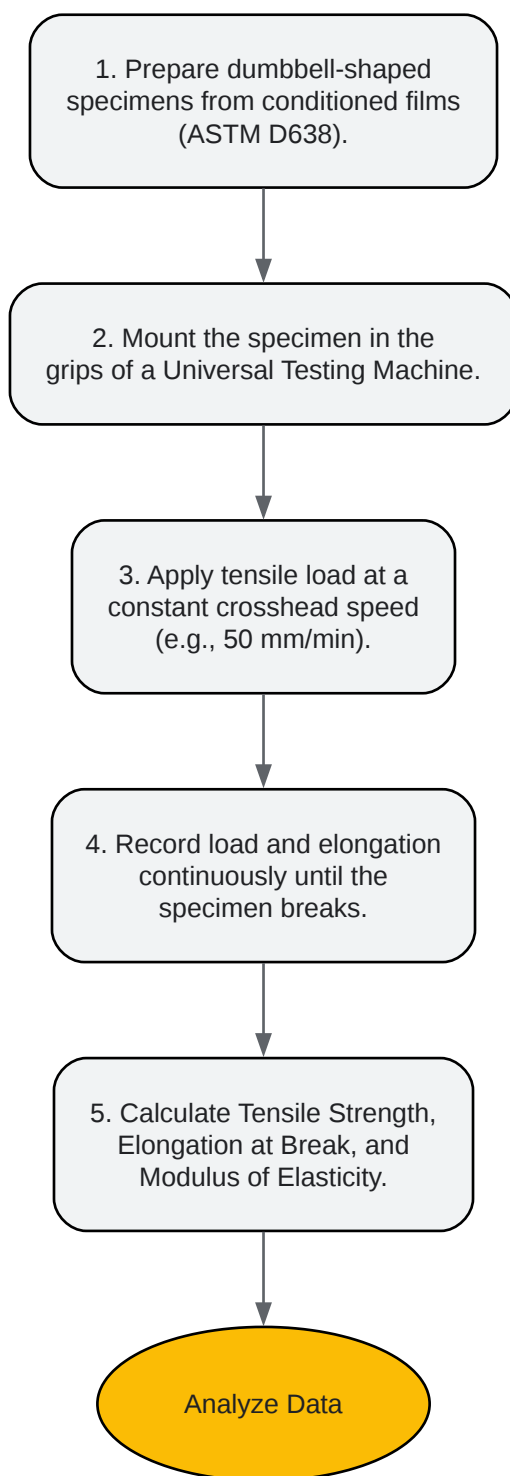 1. Prepare dumbbell-shaped
specimens from conditioned films
(ASTM D638).
2. Mount the specimen in the
grips of a Universal Testing Machine.
3. Apply tensile load at a
constant crosshead speed
(e.g., 50 mm/min).
4. Record load and elongation
continuously until the
specimen breaks.
5. Calculate Tensile Strength,
Elongation at Break, and
Modulus of Elasticity.
Analyze Data